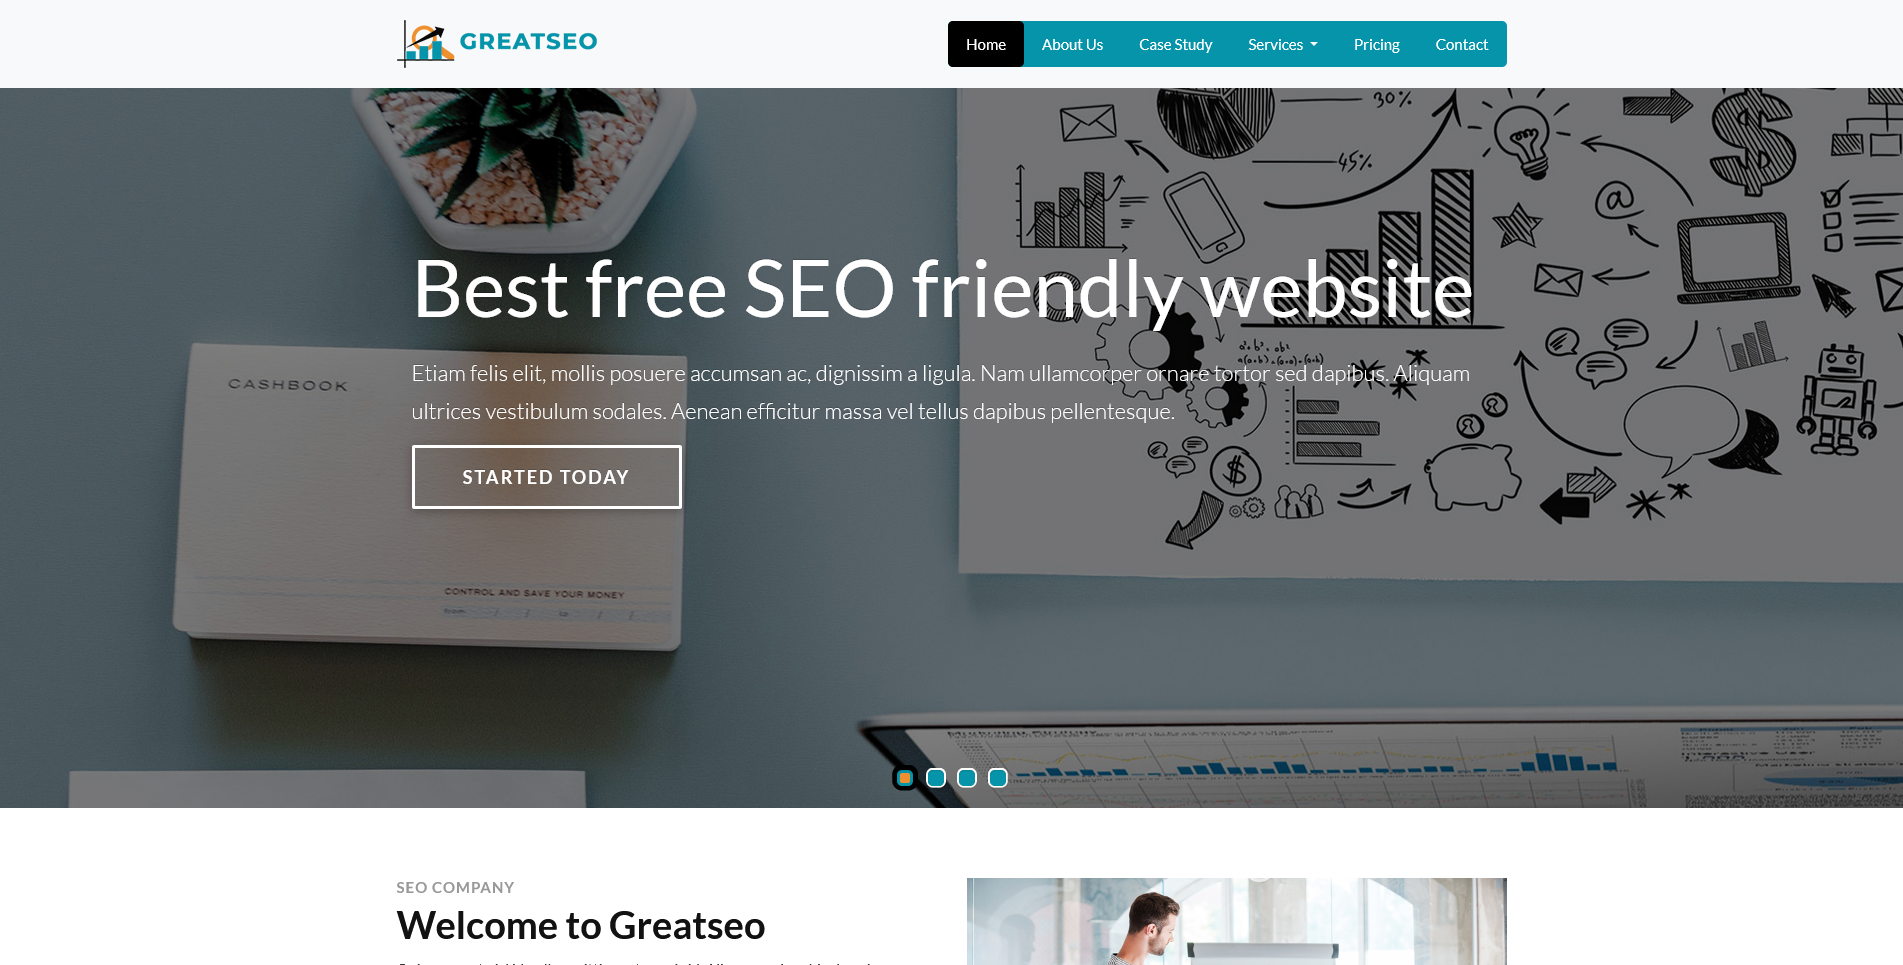 GREATSEO
Home About Us Case Study Services Pricing Contact
30%
45%
@
$
Best free SEO friendly website
CASHBOOK
Etiam felis elit, mollis posuere accumsan ac, dignissim a ligula. Nam ullamcorper ornare tortor sed dapibus. Aliquam
ultrices vestibulum sodales. Aenean efficitur massa vel tellus dapibus pellentesque.
$
STARTED TODAY
CONTROL AND SAVE YOUR MONEY
from / to / /
SEO COMPANY
Welcome to Greatseo